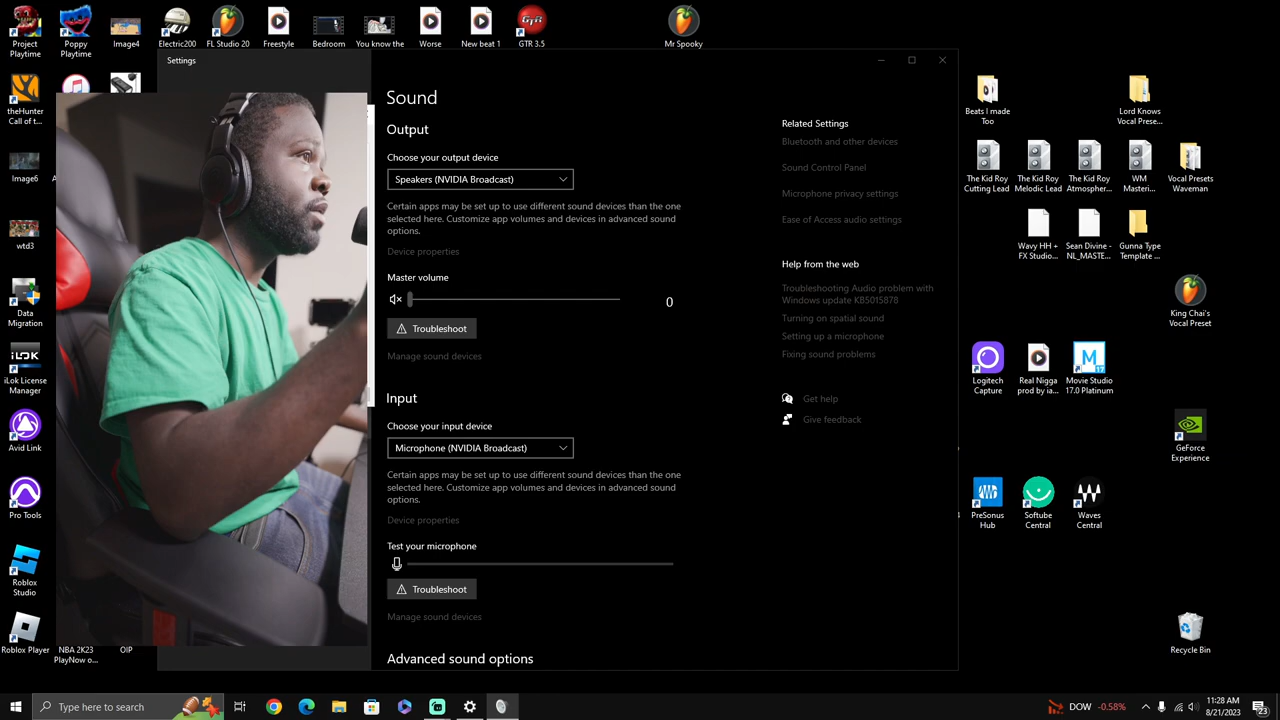 Project
Playtime
Poppy
Playtime
Image4
Electric200
FL Studio 20
Freestyle
Bedroom
You know the
Worse
New beat 1
GTR
GTR 3.5
Mr Spooky
Settings
theHunter
Call of t...
Image6
wtd3
Data
Migration
iLOK
iLok License
Manager
Avid Link
Pro Tools
Roblox
Studio
Roblox Player
NBA 2K23
PlayNow o...
OIP
Sound
Output
Choose your output device
Speakers (NVIDIA Broadcast)
Certain apps may be set up to use different sound devices than the one
selected here. Customize app volumes and devices in advanced sound
options.
Device properties
Master volume
0
Troubleshoot
Manage sound devices
Input
Choose your input device
Microphone (NVIDIA Broadcast)
Certain apps may be set up to use different sound devices than the one
selected here. Customize app volumes and devices in advanced sound
options.
Device properties
Test your microphone
Troubleshoot
Manage sound devices
Advanced sound options
Related Settings
Bluetooth and other devices
Sound Control Panel
Microphone privacy settings
Ease of Access audio settings
Help from the web
Troubleshooting Audio problem with
Windows update KB5015878
Turning on spatial sound
Setting up a microphone
Fixing sound problems
Get help
Give feedback
Beats I made
Too
Lord Knows
Vocal Prese...
The Kid Roy
Cutting Lead
The Kid Roy
Melodic Lead
The Kid Roy
Atmospher...
WM
Masteri...
Vocal Presets
Waveman
Wavy HH +
FX Studio...
Sean Divine -
NL_MASTE...
Gunna Type
Template ...
King Chai's
Vocal Preset
Logitech
Capture
Real Nigga
prod by ia...
M
17
Movie Studio
17.0 Platinum
GeForce
Experience
PreSonus
Hub
Softube
Central
Waves
Central
Recycle Bin
Type here to search
DOW -0.58%
11:28 AM
8/21/2023
23